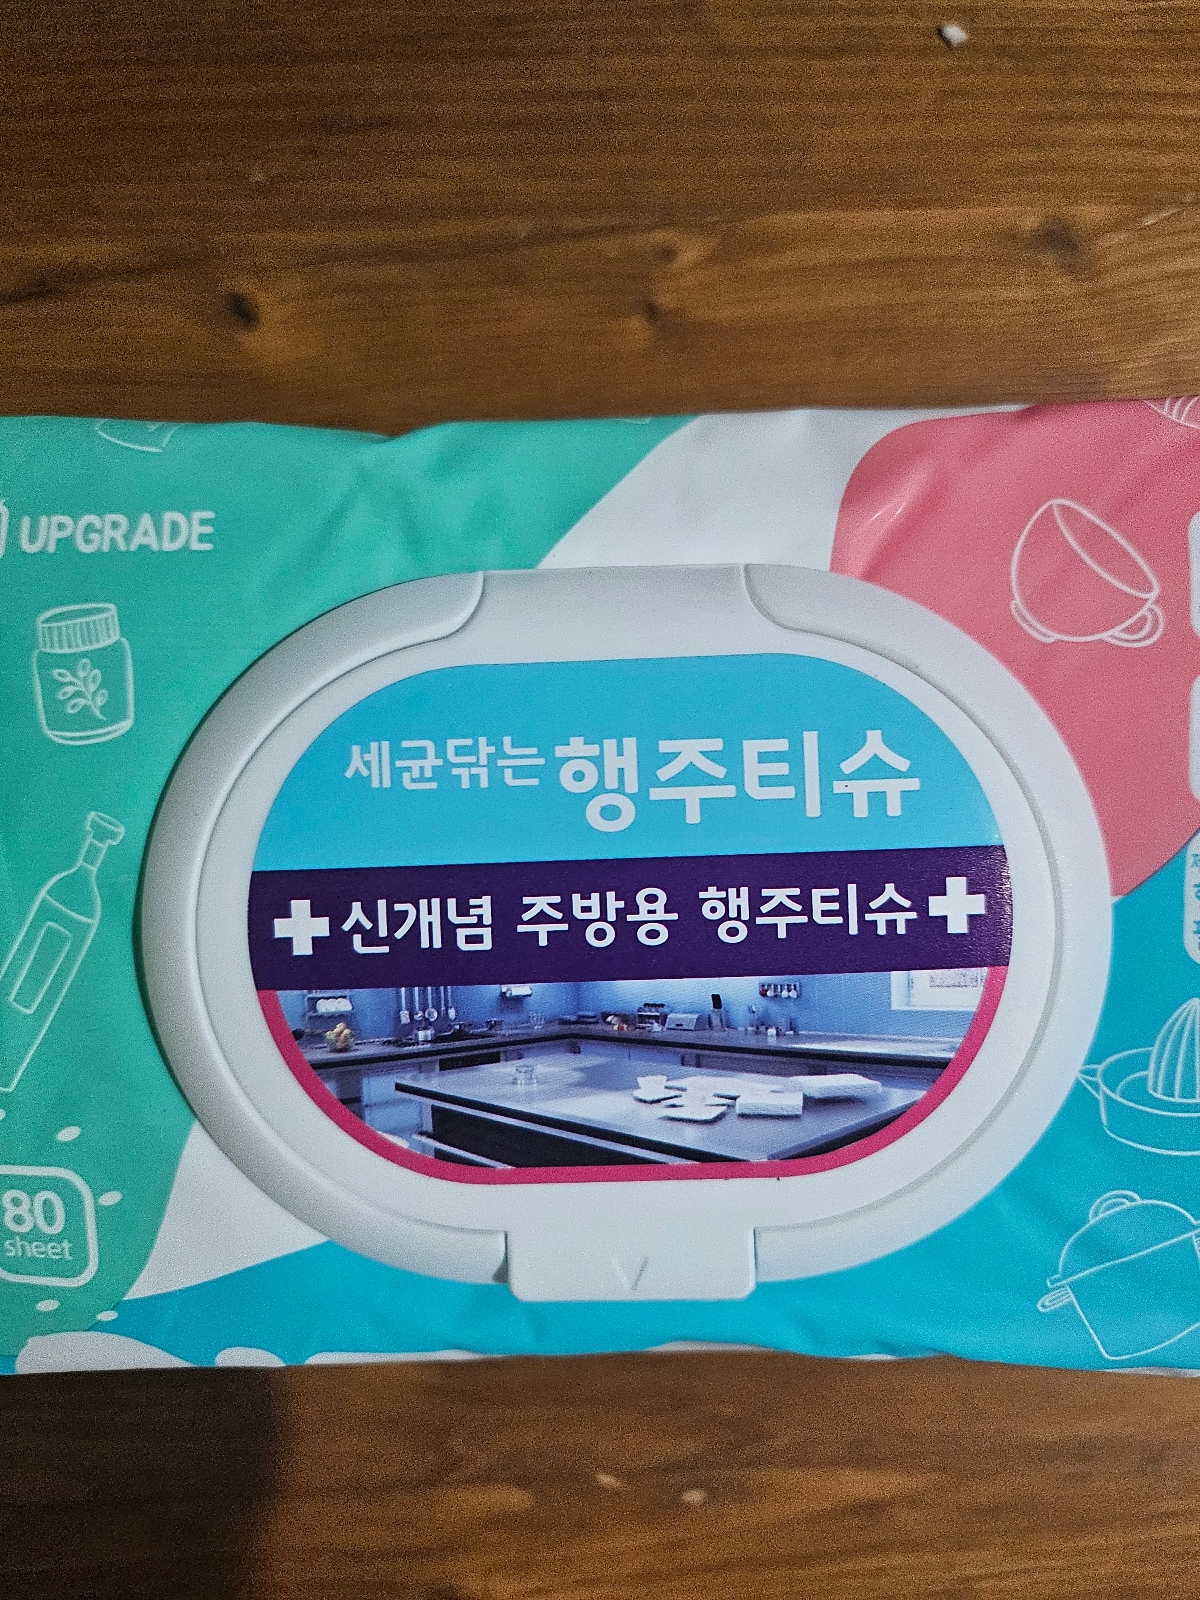 UPGRADE
세균닦는 행주티슈
신개념 주방용 행주티슈
80
sheet